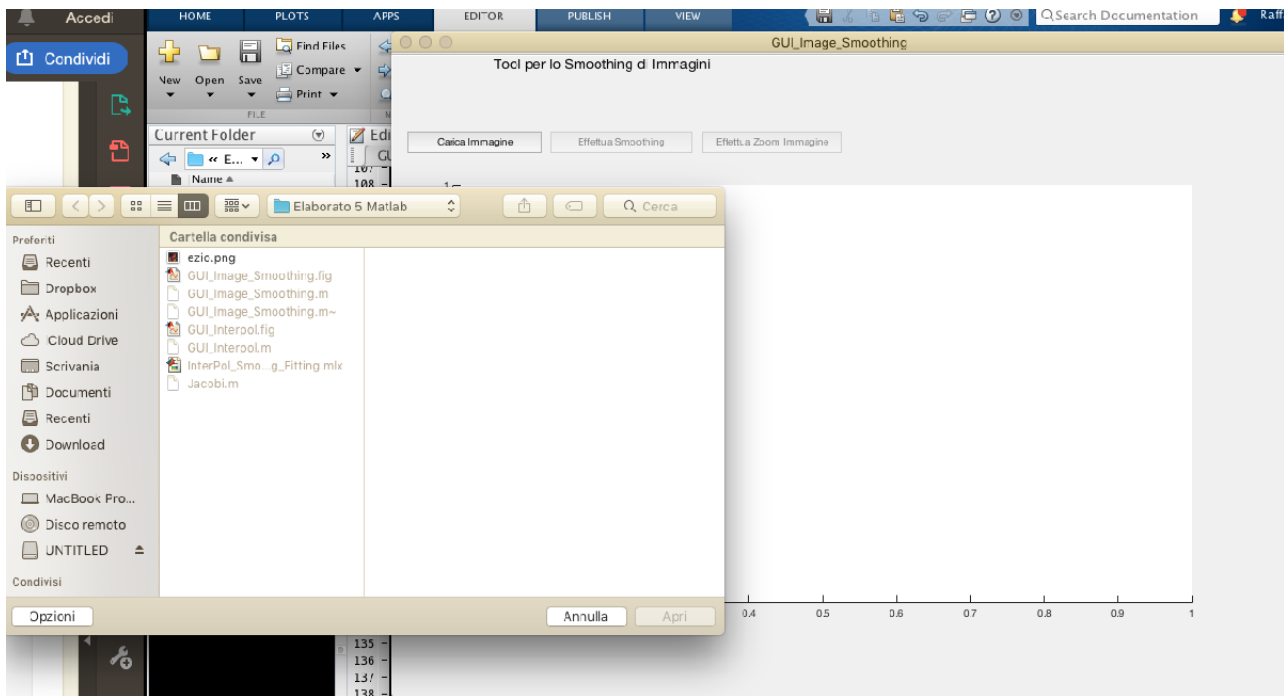 Accedi
HOME PLOTS APPS EDITOR PUBLISH VIEW
Search Documentation
Raff
Condividi
Find Files
Compare
Print
New Open Save
FILE
GUI_Image_Smoothing
Tool per lo Smoothing di Immagini
Carica Immagine
Effettua Smoothing
Effettua Zoom Immagine
Current Folder
Edi
« E...
»
Name
107
108
1
Elaborato 5 Matlab
Cerca
Preferiti
Recenti
Dropbox
Applicazioni
iCloud Drive
Scrivania
Documenti
Recenti
Download
Dispositivi
MacBook Pro...
Disco remoto
UNTITLED
Condivisi
Cartella condivisa
ezio.png
GUI_Image_Smoothing.fig
GUI_Image_Smoothing.m
GUI_Image_Smoothing.m~
GUI_Interpol.fig
GUI_Interpol.m
InterPol_Smo...g_Fitting.mlx
Jacobi.m
Opzioni
Annulla
Apri
0.4 0.5 0.6 0.7 0.8 0.9 1
135
136
137
138